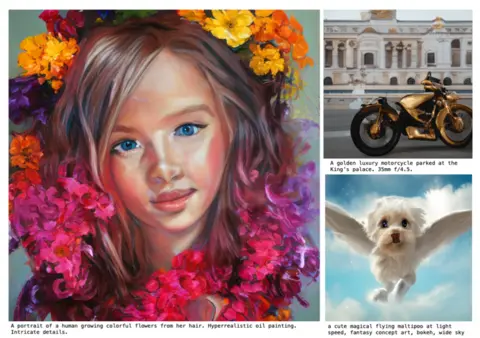 A golden luxury motorcycle parked at the
King's palace. 35mm f/4.5.
A portrait of a human growing colorful flowers from her hair. Hyperrealistic oil painting.
Intricate details.
a cute magical flying maltipoo at light
speed, fantasy concept art, bokeh, wide sky